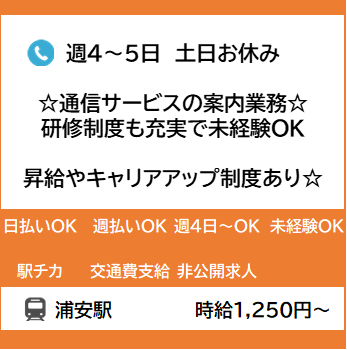 週4～5日 土日お休み
☆通信サービスの案内業務☆
研修制度も充実で未経験OK
昇給やキャリアアップ制度あり☆
日払いOK 週払いOK 週4日～OK 未経験OK
駅チカ 交通費支給 非公開求人
浦安駅 時給1,250円～